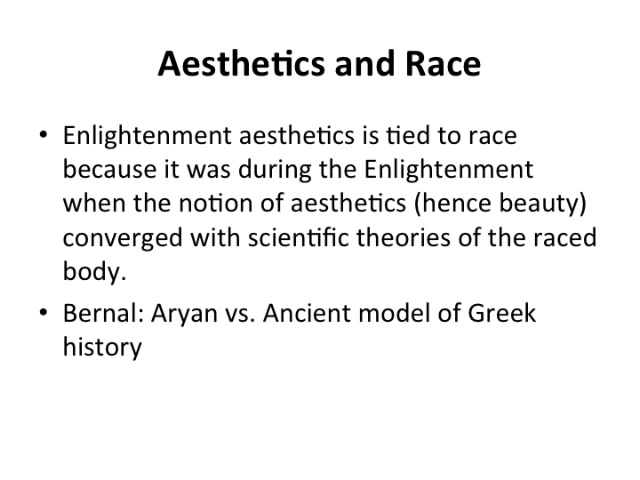 Aesthetics and Race
• Enlightenment aesthetics is tied to race
because it was during the Enlightenment
when the notion of aesthetics (hence beauty)
converged with scientific theories of the raced
body.
• Bernal: Aryan vs. Ancient model of Greek
history